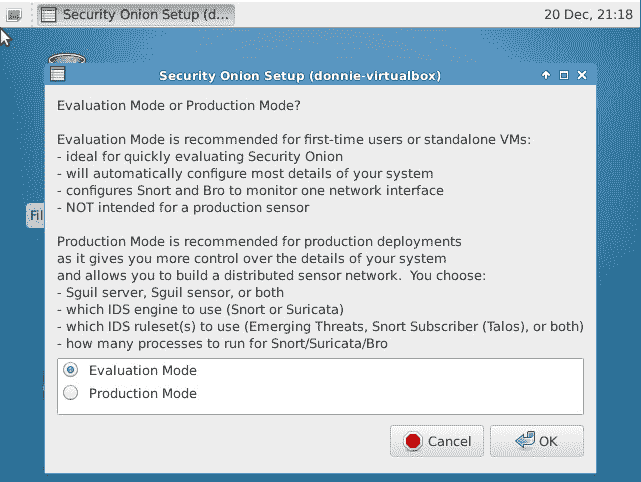 Security Onion Setup (d...
20 Dec, 21:18
Security Onion Setup (donnie-virtualbox)
Evaluation Mode or Production Mode?
Evaluation Mode is recommended for first-time users or standalone VMs:
- ideal for quickly evaluating Security Onion
- will automatically configure most details of your system
- configures Snort and Bro to monitor one network interface
- NOT intended for a production sensor
Fil
Production Mode is recommended for production deployments
as it gives you more control over the details of your system
and allows you to build a distributed sensor network.  You choose:
- Sguil server, Sguil sensor, or both
- which IDS engine to use (Snort or Suricata)
- which IDS ruleset(s) to use (Emerging Threats, Snort Subscriber (Talos), or both)
- how many processes to run for Snort/Suricata/Bro
Evaluation Mode
Production Mode
Cancel
OK